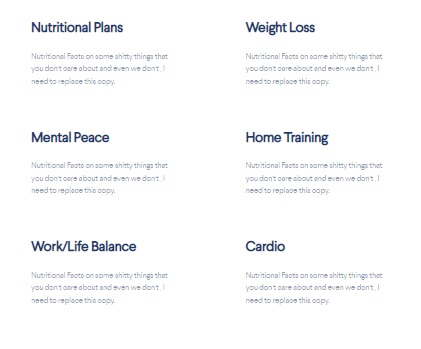 Nutritional Plans
Nutritional Facts on some shitty things that
you don't care about and even we don't , I
need to replace this copy.
Weight Loss
Nutritional Facts on some shitty things that
you don't care about and even we don't , I
need to replace this copy.
Mental Peace
Nutritional Facts on some shitty things that
you don't care about and even we don't , I
need to replace this copy.
Home Training
Nutritional Facts on some shitty things that
you don't care about and even we don't , I
need to replace this copy.
Work/Life Balance
Nutritional Facts on some shitty things that
you don't care about and even we don't , I
need to replace this copy.
Cardio
Nutritional Facts on some shitty things that
you don't care about and even we don't , I
need to replace this copy.